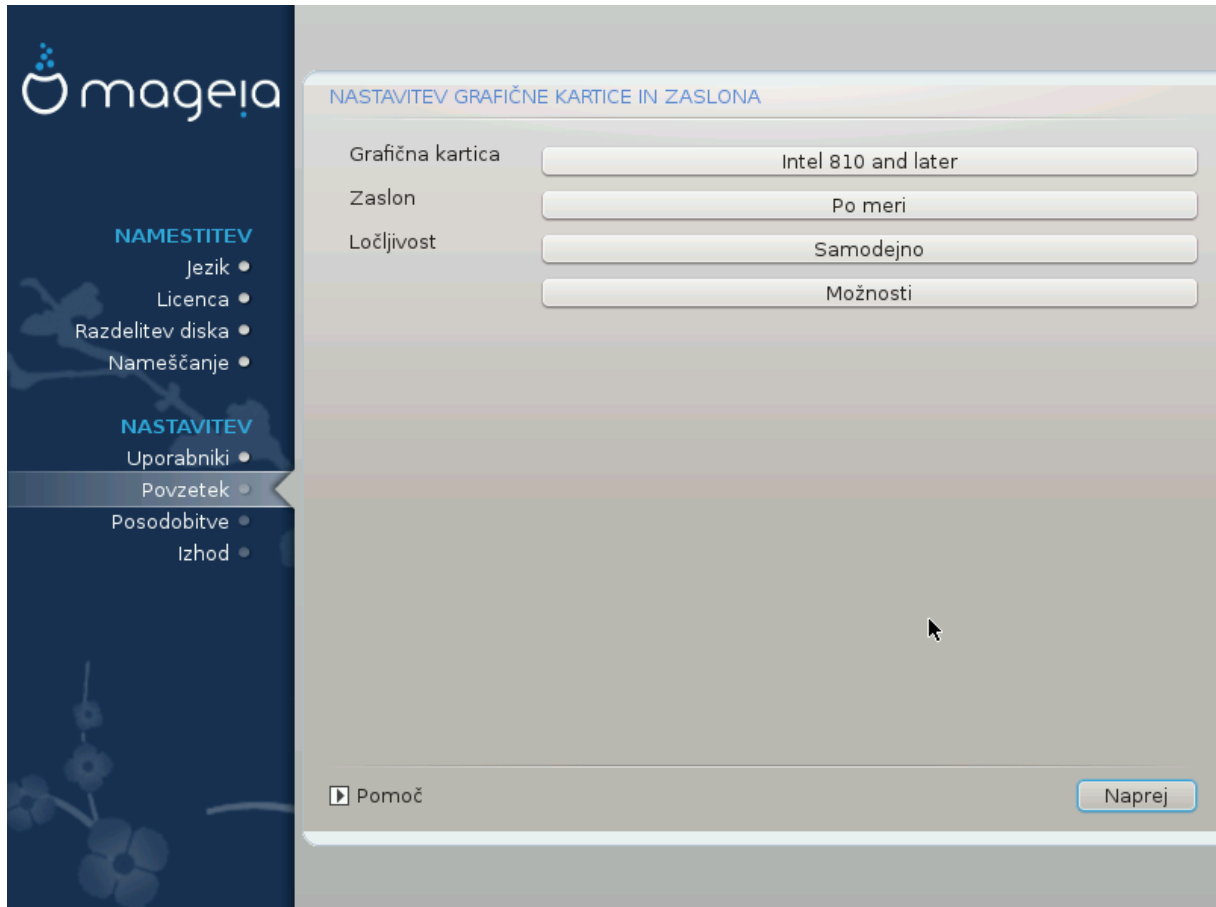 mageia
NAMESTITEV
Jezik
Licenca
Razdelitev diska
Nameščanje
NASTAVITEV
Uporabniki
Povzetek
Posodobitve
Izhod
NASTAVITEV GRAFIČNE KARTICE IN ZASLONA
Grafična kartica Intel 810 and later
Zaslon Po meri
Ločljivost Samodejno
Možnosti
Pomoč Naprej